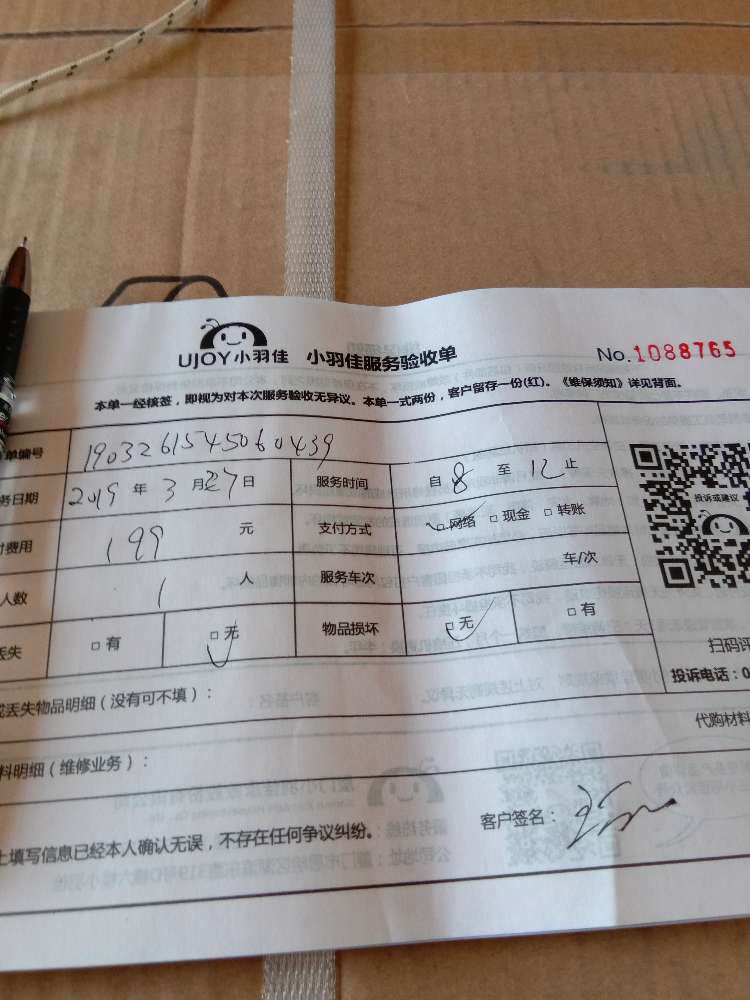 UJOY小羽佳 小羽佳服务验收单 No.1088765
本单一经核签，即视为对本次服务验收无异议。本单一式两份，客户留存一份(红)。《维保须知》详见背面。
单编号 1903261545060439
务日期 2019 年 3 月 27 日 服务时间 自 8 至 12 止
费用 199 元 支付方式 □网络 □现金 □转账
人数 1 人 服务车次 车/次
丢失 □有 □无 物品损坏 □无 □有
投诉或建议
扫码评
投诉电话：0
丢失物品明细（没有可不填）：
代购材料
料明细（维修业务）：
上填写信息已经本人确认无误，不存在任何争议纠纷。 客户签名：